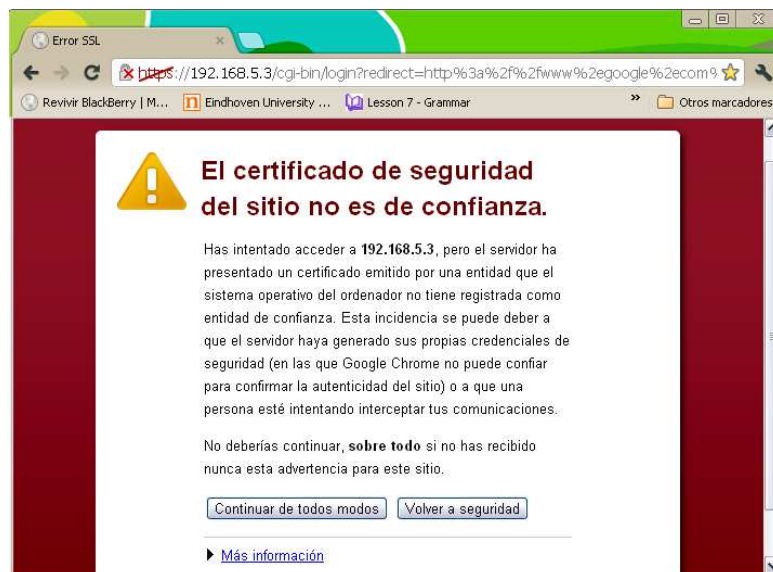 Error SSL
https://192.168.5.3/cgi-bin/login?redirect=http%3a%2f%2fwww%2egoogle%2ecom%
Revivir BlackBerry | M... Eindhoven University ... Lesson 7 - Grammar » Otros marcadores
El certificado de seguridad
del sitio no es de confianza.
Has intentado acceder a 192.168.5.3, pero el servidor ha
presentado un certificado emitido por una entidad que el
sistema operativo del ordenador no tiene registrada como
entidad de confianza. Esta incidencia se puede deber a
que el servidor haya generado sus propias credenciales de
seguridad (en las que Google Chrome no puede confiar
para confirmar la autenticidad del sitio) o a que una
persona esté intentando interceptar tus comunicaciones.
No deberías continuar, sobre todo si no has recibido
nunca esta advertencia para este sitio.
Continuar de todos modos Volver a seguridad
Más información